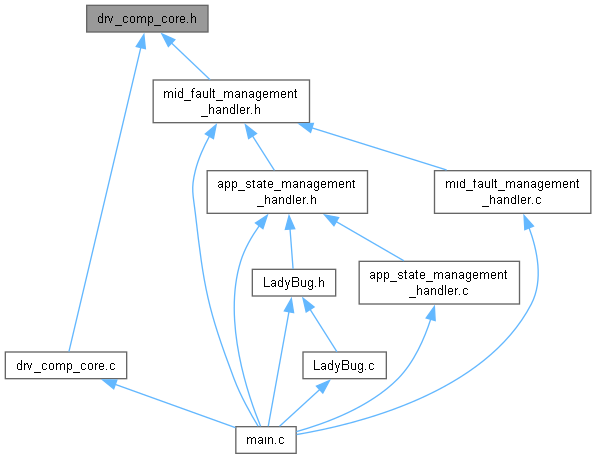 drv_comp_core.h
mid_fault_management
_handler.h
app_state_management
_handler.h
mid_fault_management
_handler.c
LadyBug.h
app_state_management
_handler.c
drv_comp_core.c
LadyBug.c
main.c